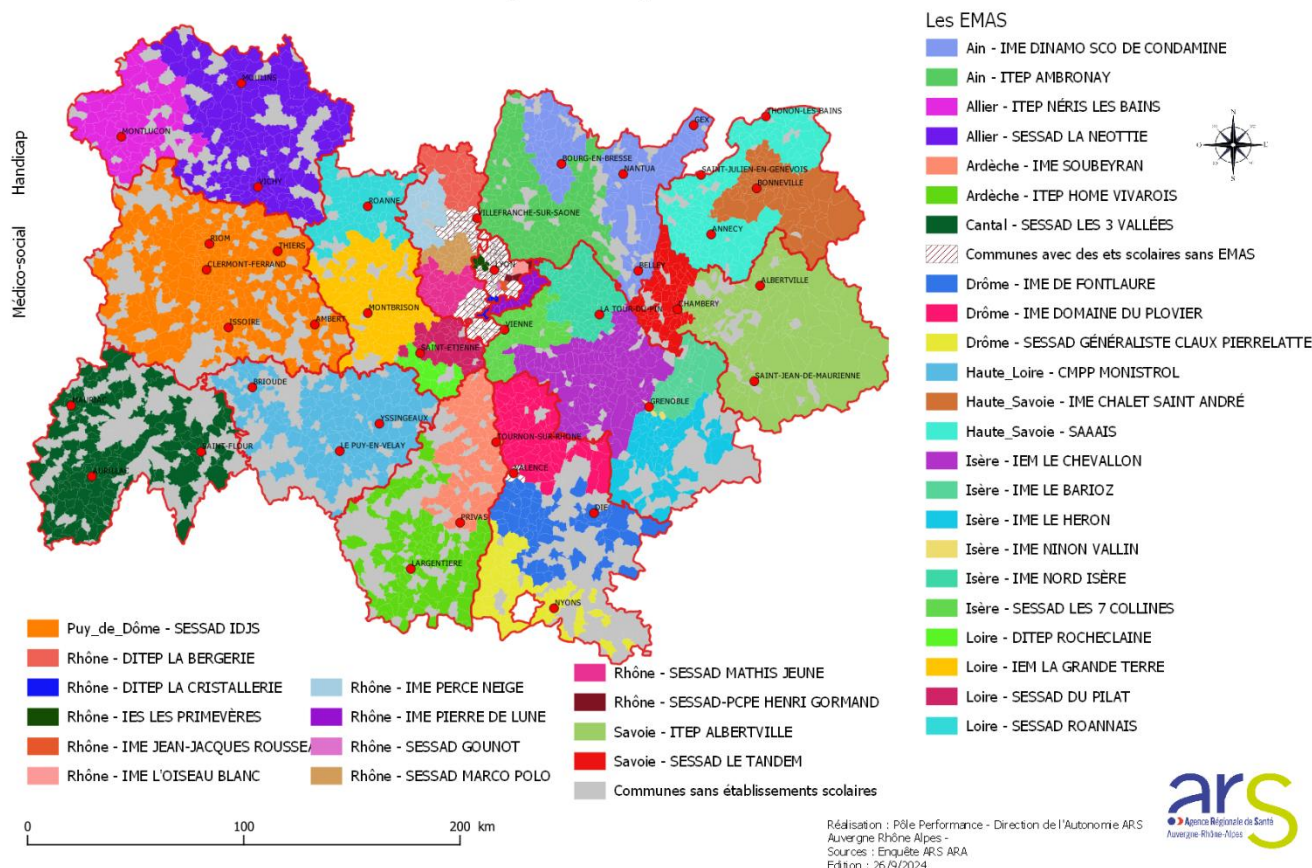 Handicap
Médico-social
MOULINS
MONTLUCON
VICHY
ROANNE
RIOM
THIERS
CLERMONT-FERRAND
ISSOIRE
AMBERT
MONTBRISON
SAINT-ETIENNE
BRIOUDE
YSSINGEAUX
LE PUY-EN-VELAY
MAURIAC
SAINT-FLOUR
AURILLAC
BOURG-EN-BRESSE
NANTUA
GEX
THONON-LES-BAINS
SAINT-JULIEN-EN-GENEVOIS
BONNEVILLE
ANNECY
VILLEFRANCHE-SUR-SAONE
LYON
BELLEY
ALBERTVILLE
CHAMBERY
LA TOUR-DU-PIN
VIENNE
SAINT-JEAN-DE-MAURIENNE
GRENOBLE
TOURNON-SUR-RHONE
VALENCE
DIE
PRIVAS
LARGENTIERE
NYONS
Les EMAS
Ain - IME DINAMO SCO DE CONDAMINE
Ain - ITEP AMBRONAY
Allier - ITEP NÉRIS LES BAINS
Allier - SESSAD LA NEOTTIE
Ardèche - IME SOUBEYRAN
Ardèche - ITEP HOME VIVAROIS
Cantal - SESSAD LES 3 VALLÉES
Communes avec des ets scolaires sans EMAS
Drôme - IME DE FONTLAURE
Drôme - IME DOMAINE DU PLOVIER
Drôme - SESSAD GÉNÉRALISTE CLAUX PIERRELATTE
Haute_Loire - CMPP MONISTROL
Haute_Savoie - IME CHALET SAINT ANDRÉ
Haute_Savoie - SAAAIS
Isère - IEM LE CHEVALLON
Isère - IME LE BARIOZ
Isère - IME LE HERON
Isère - IME NINON VALLIN
Isère - IME NORD ISÈRE
Isère - SESSAD LES 7 COLLINES
Loire - DITEP ROCHECLAINE
Loire - IEM LA GRANDE TERRE
Loire - SESSAD DU PILAT
Loire - SESSAD ROANNAIS
N
O
E
S
Puy_de_Dôme - SESSAD IDJS
Rhône - DITEP LA BERGERIE
Rhône - DITEP LA CRISTALLERIE
Rhône - IES LES PRIMEVÈRES
Rhône - IME JEAN-JACQUES ROUSSEA
Rhône - IME L'OISEAU BLANC
Rhône - IME PERCE NEIGE
Rhône - IME PIERRE DE LUNE
Rhône - SESSAD GOUNOT
Rhône - SESSAD MARCO POLO
Rhône - SESSAD MATHIS JEUNE
Rhône - SESSAD-PCPE HENRI GORMAND
Savoie - ITEP ALBERTVILLE
Savoie - SESSAD LE TANDEM
Communes sans établissements scolaires
0 100 200 km
Réalisation : Pôle Performance - Direction de l'Autonomie ARS
Auvergne Rhône Alpes -
Sources : Enquête ARS ARA
Edition : 26/9/2024
ars
Agence Régionale de Santé
Auvergne-Rhône-Alpes